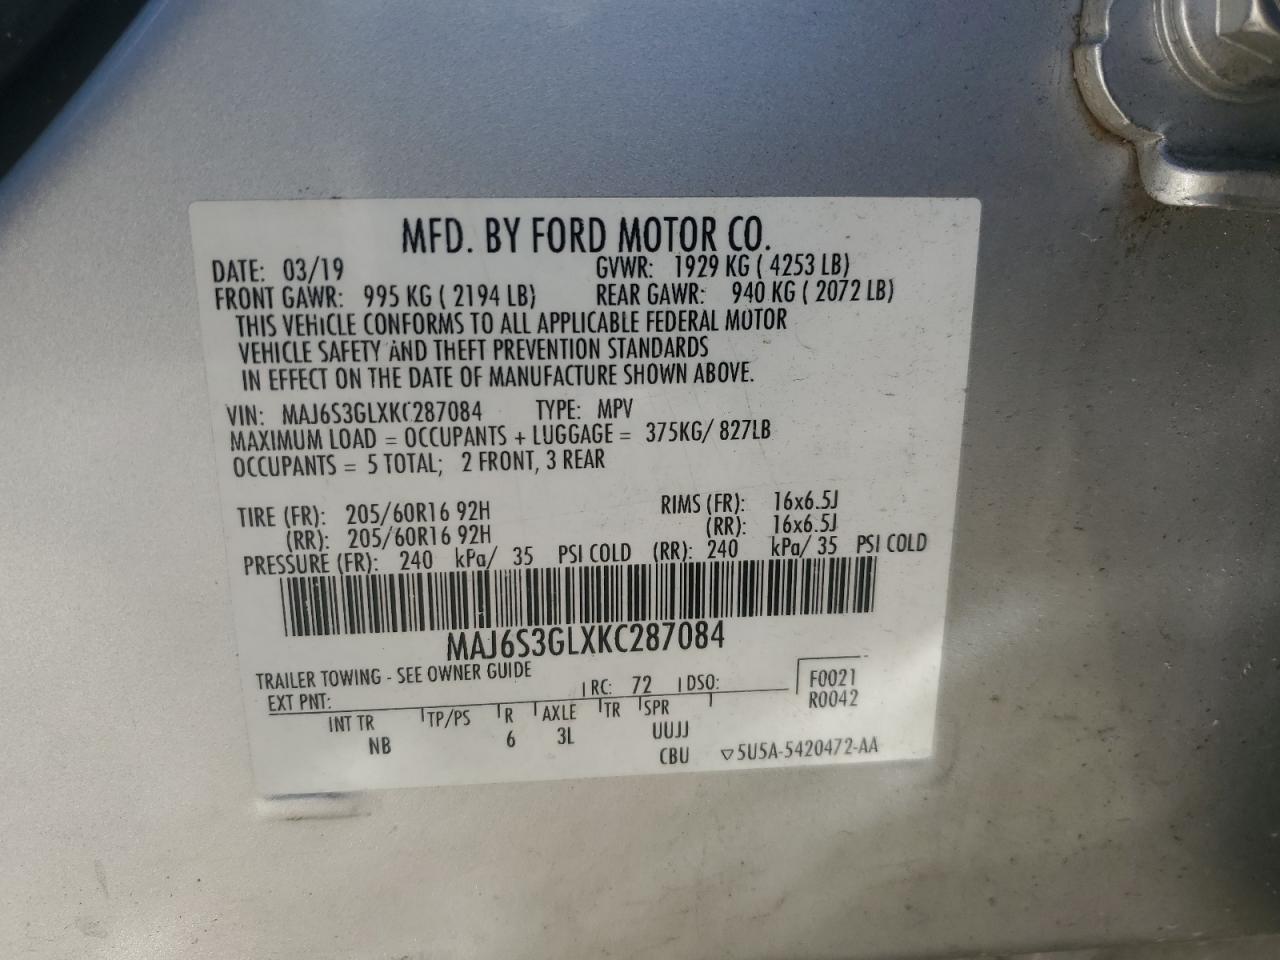 MFD. BY FORD MOTOR CO.
DATE: 03/19 GVWR: 1929 KG ( 4253 LB)
FRONT GAWR: 995 KG ( 2194 LB) REAR GAWR: 940 KG ( 2072 LB)
THIS VEHICLE CONFORMS TO ALL APPLICABLE FEDERAL MOTOR
VEHICLE SAFETY AND THEFT PREVENTION STANDARDS
IN EFFECT ON THE DATE OF MANUFACTURE SHOWN ABOVE.
VIN: MAJ6S3GLXKC287084 TYPE: MPV
MAXIMUM LOAD = OCCUPANTS + LUGGAGE = 375KG/ 827LB
OCCUPANTS = 5 TOTAL; 2 FRONT, 3 REAR
TIRE (FR): 205/60R16 92H RIMS (FR): 16x6.5J
(RR): 205/60R16 92H (RR): 16x6.5J
PRESSURE (FR): 240 kPa/ 35 PSI COLD (RR): 240 kPa/ 35 PSI COLD
MAJ6S3GLXKC287084
TRAILER TOWING - SEE OWNER GUIDE
EXT PNT: RC: 72 DSO: F0021
R0042
INT TR TP/PS R AXLE TR SPR
NB 6 3L UUJJ
CBU ▽5U5A-5420472-AA